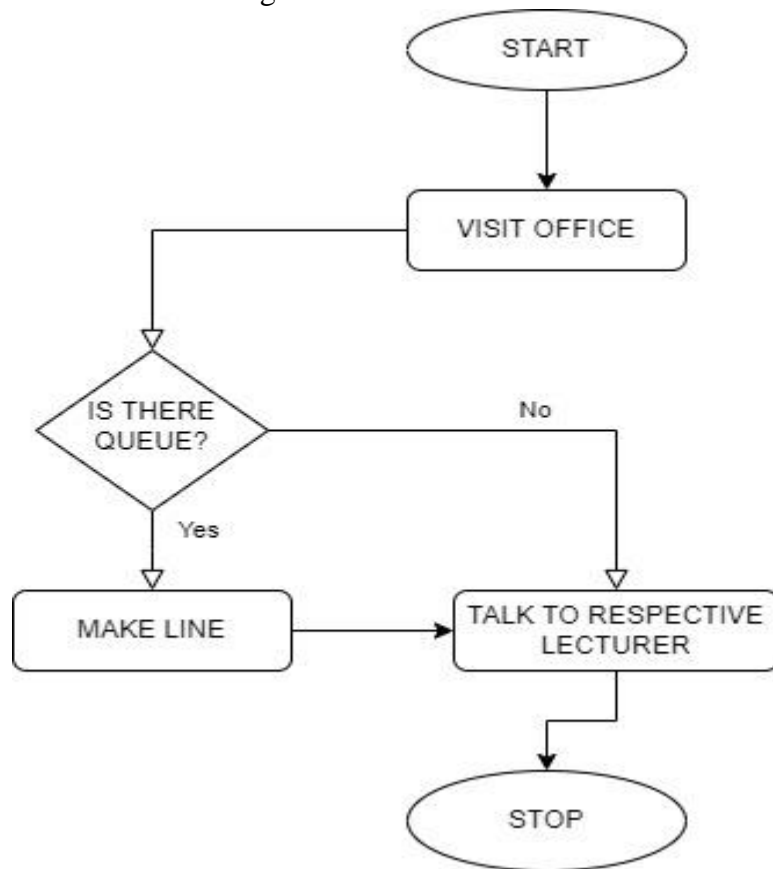 START
VISIT OFFICE
IS THERE
QUEUE?
No
Yes
MAKE LINE
TALK TO RESPECTIVE
LECTURER
STOP